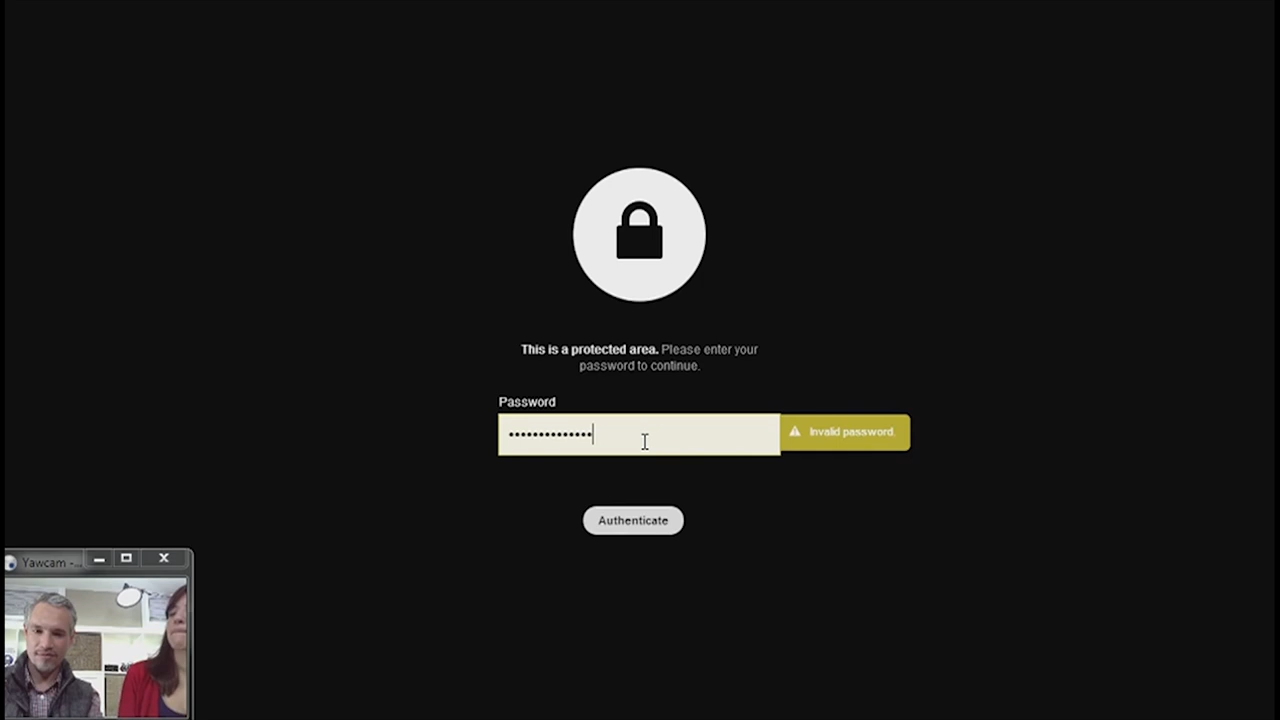 This is a protected area. Please enter your
password to continue.
Password
••••••••••••••
Invalid password.
Authenticate
Yawcam -...